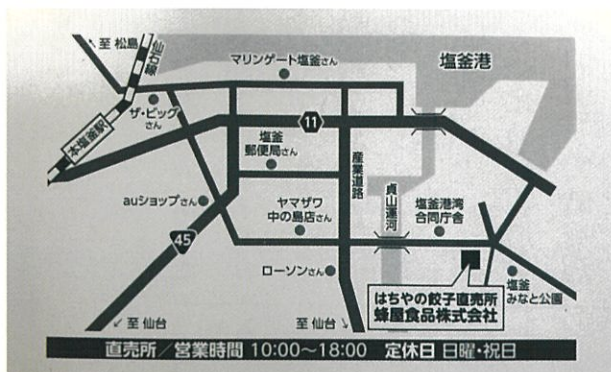 至 松島
仙石線
マリンゲート塩釜さん
塩釜港
本塩釜駅
ザ・ビッグ
さん
11
塩釜
郵便局さん
産業道路
貞山運河
auショップさん
ヤマザワ
中の島店さん
塩釜港湾
合同庁舎
45
ローソンさん
はちやの餃子直売所
蜂屋食品株式会社
塩釜
みなと公園
至 仙台
至 仙台
直売所/営業時間 10:00〜18:00 定休日 日曜・祝日